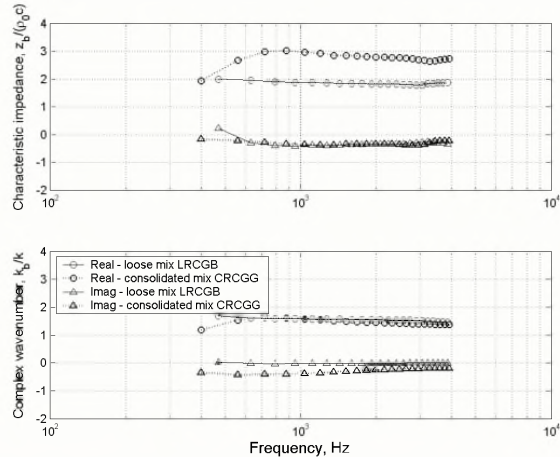 Characteristic impedance, z_b/(ρ_0c)
4
3
2
1
0
-1
-2
10^2
10^3
10^4
Complex wavenumber, k_b/k
4
3
2
1
0
-1
-2
Real - loose mix LRCGB
Real - consolidated mix CRCGG
Imag - loose mix LRCGB
Imag - consolidated mix CRCGG
10^2
10^3
10^4
Frequency, Hz